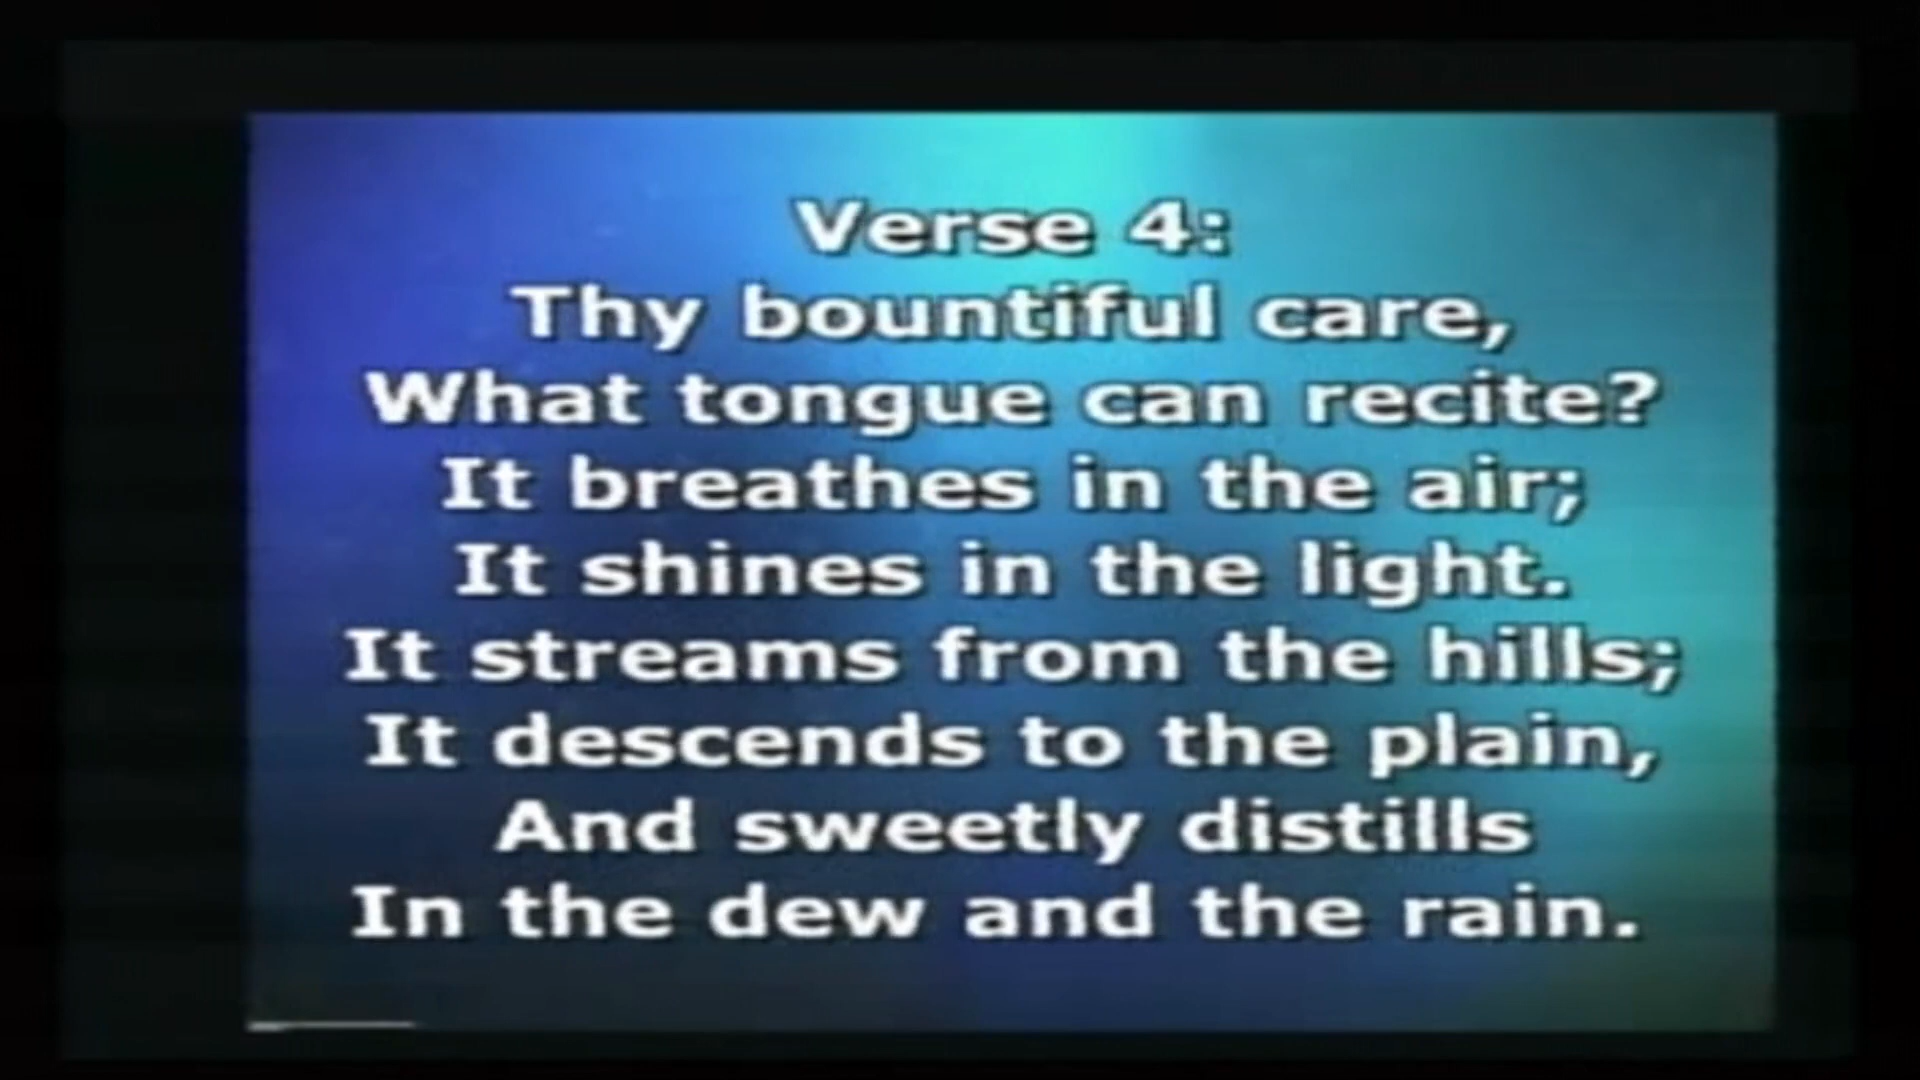 Verse 4:
Thy bountiful care,
What tongue can recite?
It breathes in the air;
It shines in the light.
It streams from the hills;
It descends to the plain,
And sweetly distills
In the dew and the rain.